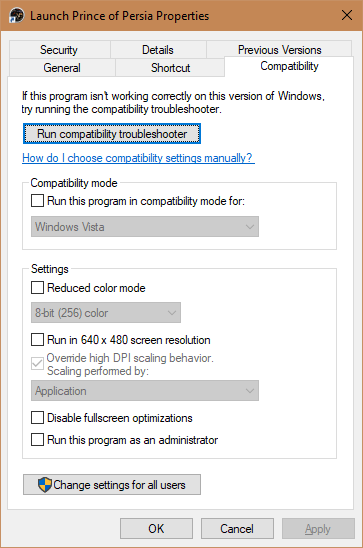 Launch Prince of Persia Properties
Security Details Previous Versions
General Shortcut Compatibility
If this program isn't working correctly on this version of Windows,
try running the compatibility troubleshooter.
Run compatibility troubleshooter
How do I choose compatibility settings manually?
Compatibility mode
Run this program in compatibility mode for:
Windows Vista
Settings
Reduced color mode
8-bit (256) color
Run in 640 x 480 screen resolution
Override high DPI scaling behavior.
Scaling performed by:
Application
Disable fullscreen optimizations
Run this program as an administrator
Change settings for all users
OK Cancel Apply